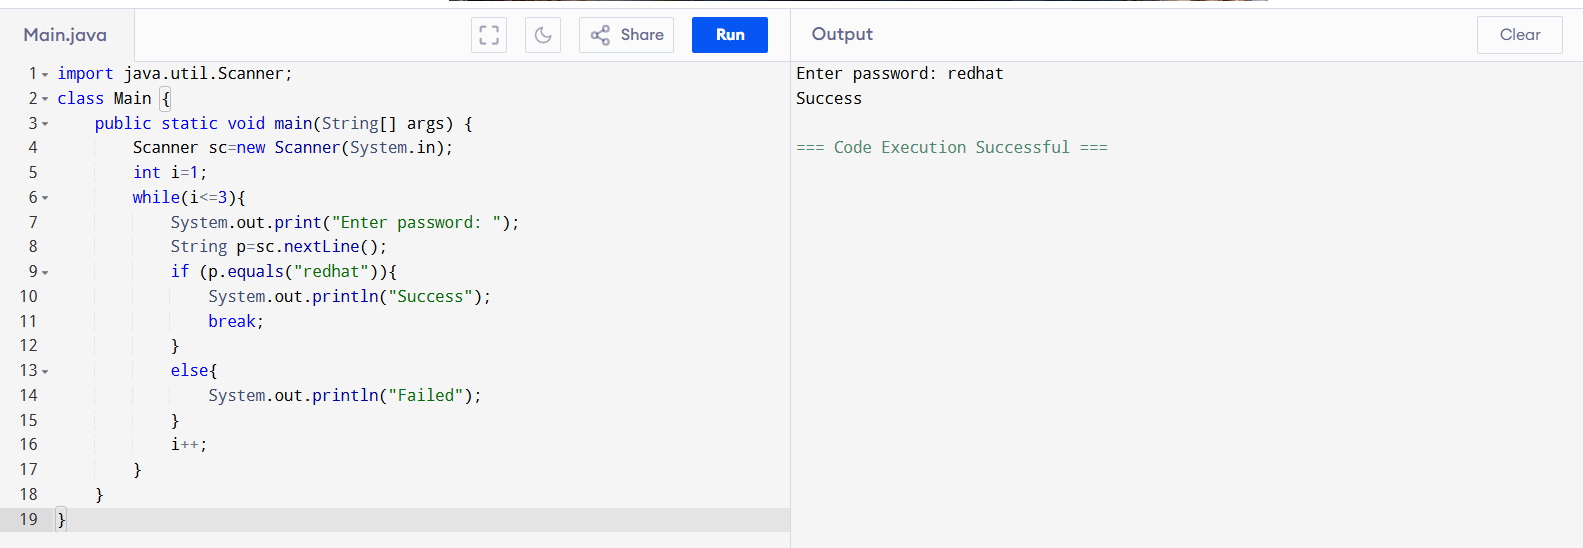 Main.java
Share
Run
Output
Clear
1 import java.util.Scanner;
2 class Main {
3     public static void main(String[] args) {
4         Scanner sc=new Scanner(System.in);
5         int i=1;
6         while(i<=3){
7             System.out.print("Enter password: ");
8             String p=sc.nextLine();
9             if (p.equals("redhat")){
10                 System.out.println("Success");
11                 break;
12             }
13             else{
14                 System.out.println("Failed");
15             }
16             i++;
17         }
18     }
19 }
Enter password: redhat
Success
=== Code Execution Successful ===